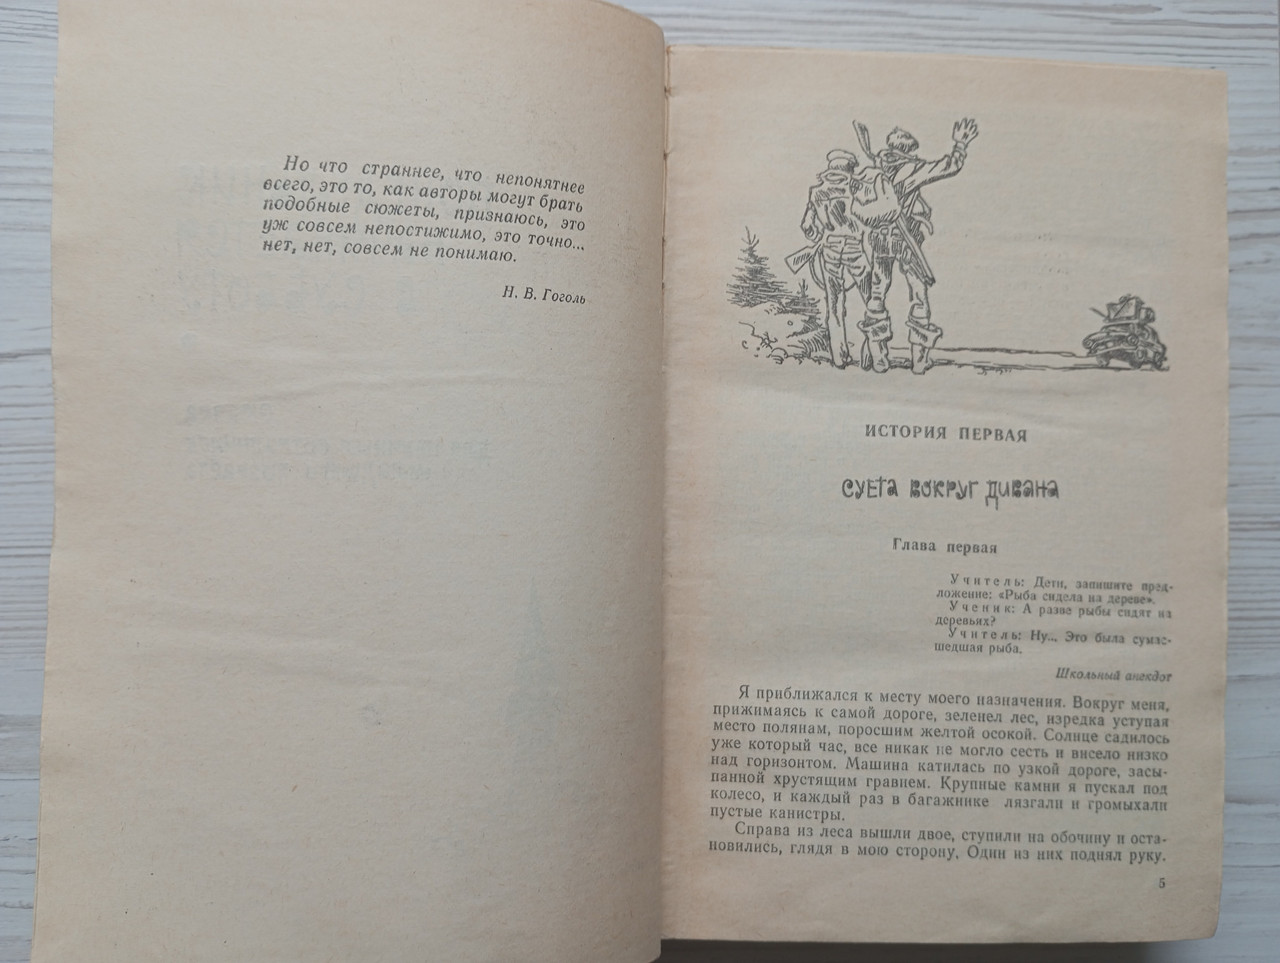 Но что страннее, что непонятнее
всего, это то, как авторы могут брать
подобные сюжеты, признаюсь, это
уж совсем непостижимо, это точно...
нет, нет, совсем не понимаю.
Н. В. Гоголь
ИСТОРИЯ ПЕРВАЯ
СУЕТА ВОКРУГ ДИВАНА
Глава первая
Учитель: Дети, запишите пред-
ложение: «Рыба сидела на дереве».
Ученик: А разве рыбы сидят на
деревьях?
Учитель: Ну... Это была сумас-
шедшая рыба.
Школьный анекдот
Я приближался к месту моего назначения. Вокруг меня,
прижимаясь к самой дороге, зеленел лес, изредка уступая
место полянам, поросшим желтой осокой. Солнце садилось
уже который час, все никак не могло сесть и висело низко
над горизонтом. Машина катилась по узкой дороге, засы-
панной хрустящим гравием. Крупные камни я пускал под
колесо, и каждый раз в багажнике лязгали и громыхали
пустые канистры.
Справа из леса вышли двое, ступили на обочину и оста-
новились, глядя в мою сторону. Один из них поднял руку.
5